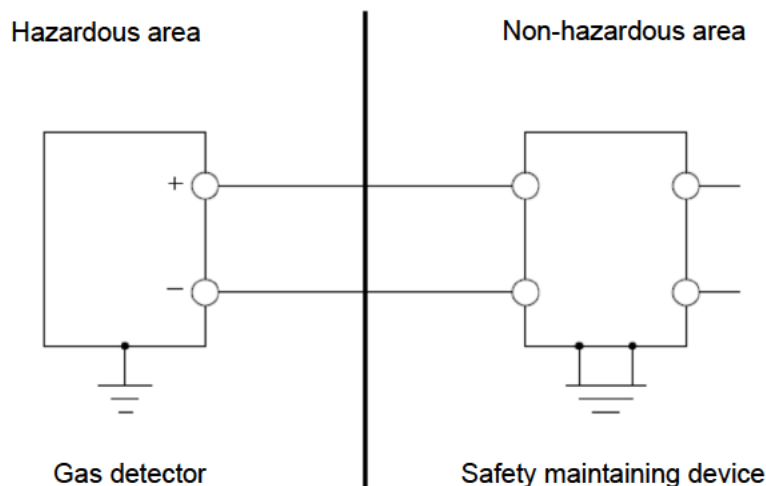 Hazardous area
Non-hazardous area
+
−
Gas detector
Safety maintaining device